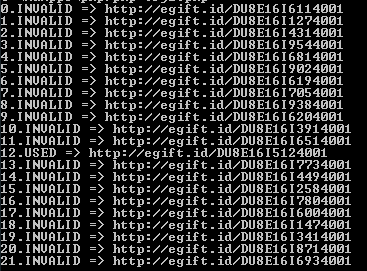 0.INVALID => http://egift.id/DU8E16I6114001
1.INVALID => http://egift.id/DU8E16I1274001
2.INVALID => http://egift.id/DU8E16I4314001
3.INVALID => http://egift.id/DU8E16I9544001
4.INVALID => http://egift.id/DU8E16I6814001
5.INVALID => http://egift.id/DU8E16I9024001
6.INVALID => http://egift.id/DU8E16I6194001
7.INVALID => http://egift.id/DU8E16I7054001
8.INVALID => http://egift.id/DU8E16I9384001
9.INVALID => http://egift.id/DU8E16I6204001
10.INVALID => http://egift.id/DU8E16I3914001
11.INVALID => http://egift.id/DU8E16I6514001
12.USED => http://egift.id/DU8E16I5124001
13.INVALID => http://egift.id/DU8E16I7734001
14.INVALID => http://egift.id/DU8E16I4494001
15.INVALID => http://egift.id/DU8E16I2584001
16.INVALID => http://egift.id/DU8E16I7804001
17.INVALID => http://egift.id/DU8E16I6004001
18.INVALID => http://egift.id/DU8E16I1474001
19.INVALID => http://egift.id/DU8E16I3414001
20.INVALID => http://egift.id/DU8E16I8714001
21.INVALID => http://egift.id/DU8E16I6934001